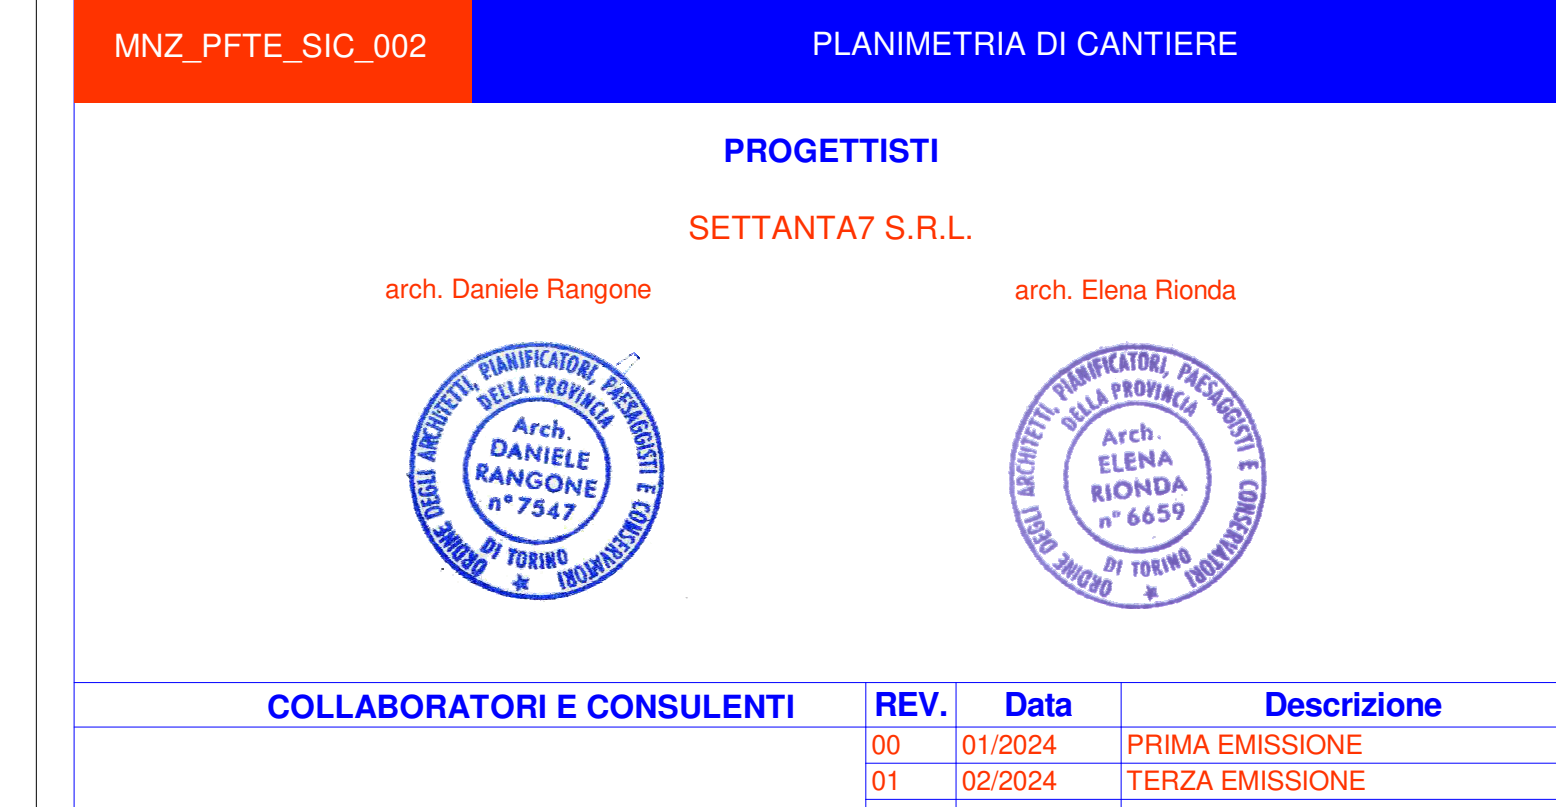 MNZ_PFTE_SIC_002
PLANIMETRIA DI CANTIERE
PROGETTISTI
SETTANTA7 S.R.L.
arch. Daniele Rangone
arch. Elena Rionda
ORDINE DEGLI ARCHITETTI, PIANIFICATORI, PAESAGGISTI E CONSERVATORI
DELLA PROVINCIA
Arch.
DANIELE
RANGONE
n° 7547
DI TORINO
ORDINE DEGLI ARCHITETTI, PIANIFICATORI, PAESAGGISTI E CONSERVATORI
DELLA PROVINCIA
Arch.
ELENA
RIONDA
n° 6659
DI TORINO
COLLABORATORI E CONSULENTI
REV. Data Descrizione
00 01/2024 PRIMA EMISSIONE
01 02/2024 TERZA EMISSIONE